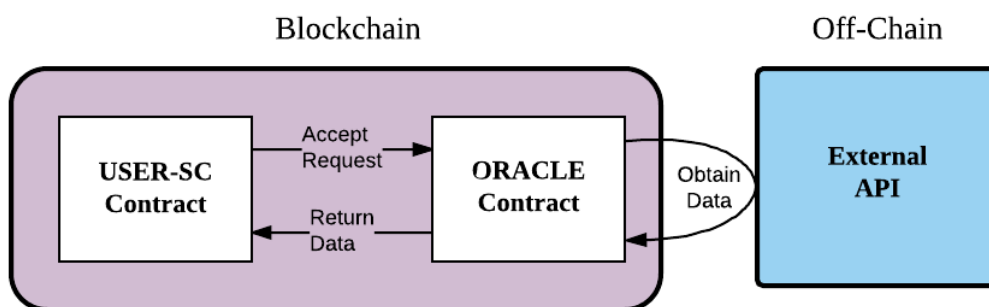 Blockchain
Off-Chain
USER-SC
Contract
Accept
Request
Return
Data
ORACLE
Contract
Obtain
Data
External
API